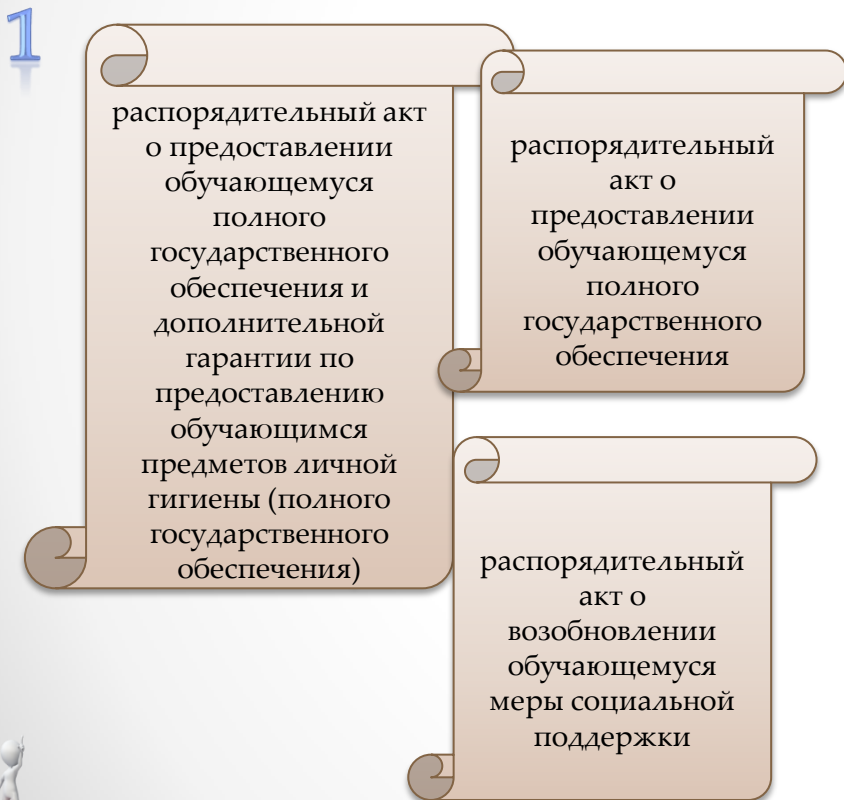 1
распорядительный акт
о предоставлении
обучающемуся
полного
государственного
обеспечения и
дополнительной
гарантии по
предоставлению
обучающимся
предметов личной
гигиены (полного
государственного
обеспечения)
распорядительный
акт о
предоставлении
обучающемуся
полного
государственного
обеспечения
распорядительный
акт о
возобновлении
обучающемуся
меры социальной
поддержки